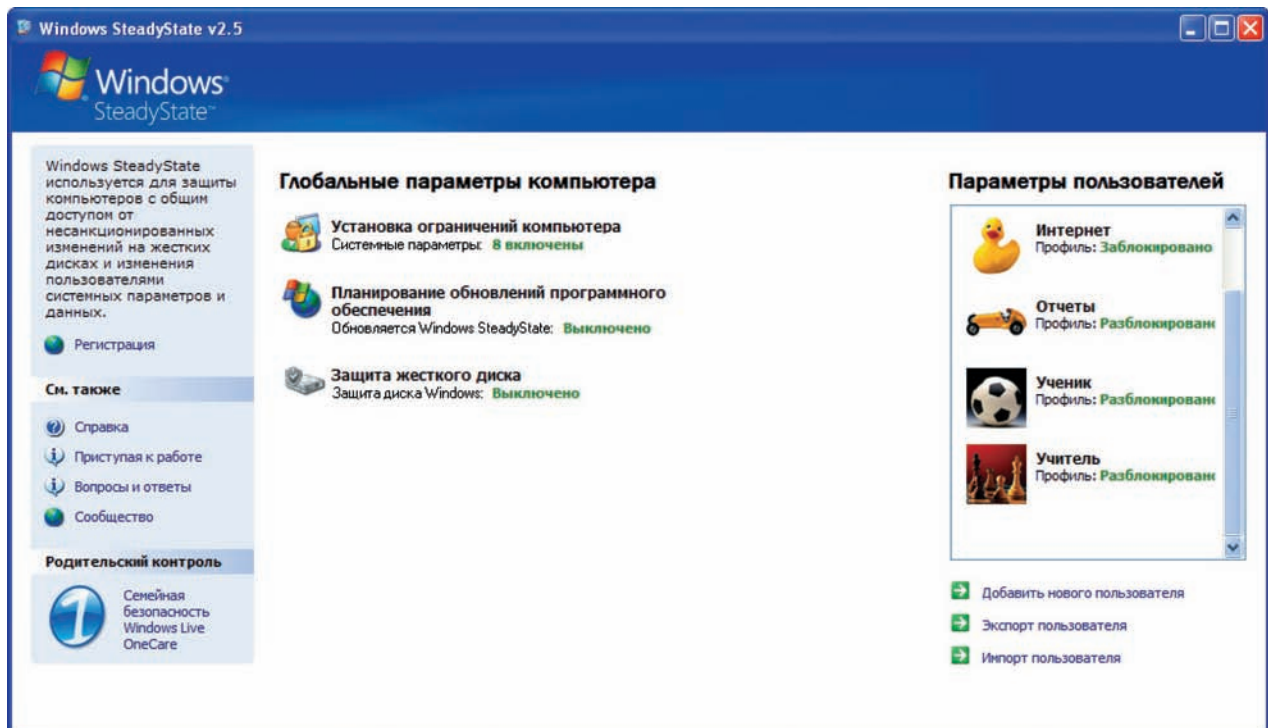 Windows SteadyState v2.5
Windows®
SteadyState™
Windows SteadyState
используется для защиты
компьютеров с общим
доступом от
несанкционированных
изменений на жестких
дисках и изменения
пользователями
системных параметров и
данных.
Регистрация
См. также
Справка
Приступая к работе
Вопросы и ответы
Сообщество
Родительский контроль
1
Семейная
безопасность
Windows Live
OneCare
Глобальные параметры компьютера
Установка ограничений компьютера
Системные параметры: 8 включены
Планирование обновлений программного
обеспечения
Обновляется Windows SteadyState: Выключено
Защита жесткого диска
Защита диска Windows: Выключено
Параметры пользователей
Интернет
Профиль: Заблокировано
Отчеты
Профиль: Разблокирован
Ученик
Профиль: Разблокирован
Учитель
Профиль: Разблокирован
Добавить нового пользователя
Экспорт пользователя
Импорт пользователя